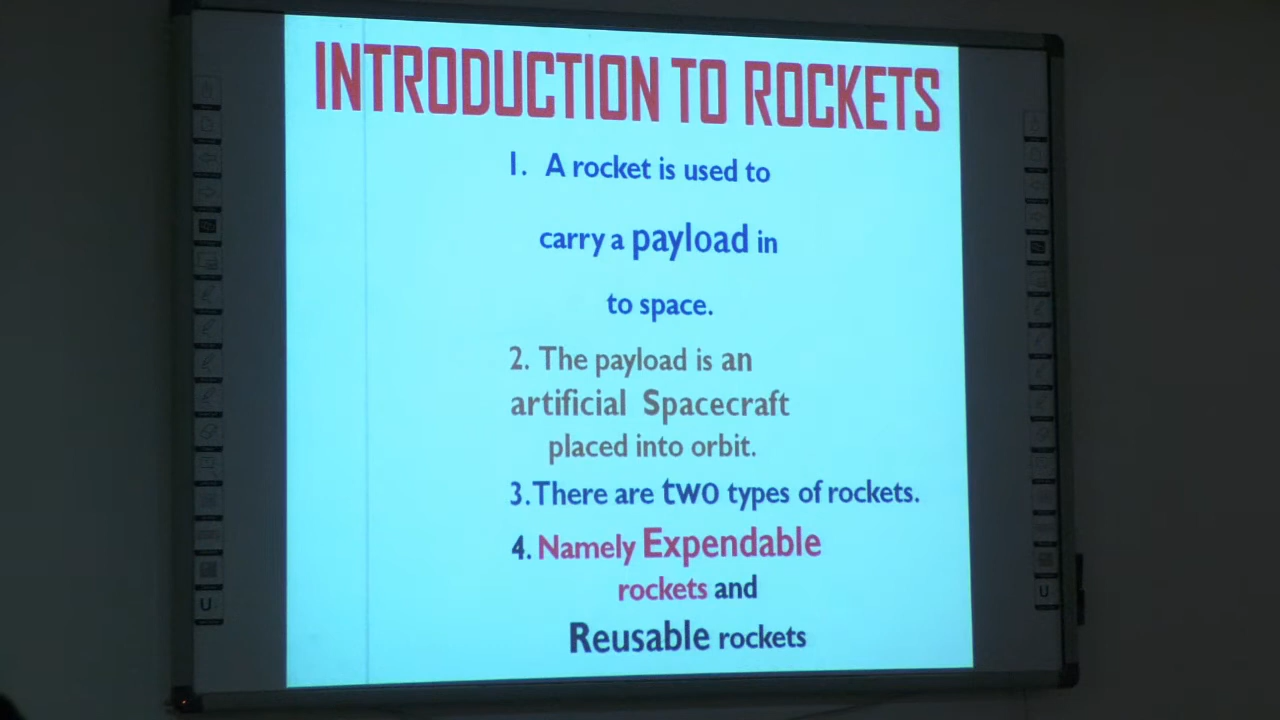 INTRODUCTION TO ROCKETS
1. A rocket is used to
carry a payload in
to space.
2. The payload is an
artificial Spacecraft
placed into orbit.
3.There are two types of rockets.
4. Namely Expendable
rockets and
Reusable rockets
U
U